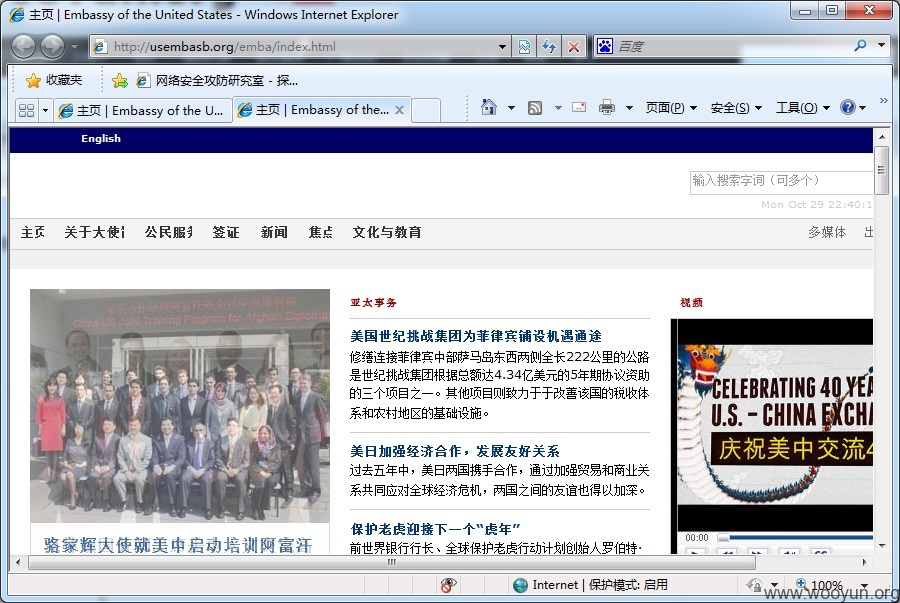 主页 | Embassy of the United States - Windows Internet Explorer
http://usembasb.org/emba/index.html
百度
收藏夹
网络安全攻防研究室 - 探...
主页 | Embassy of the U...
主页 | Embassy of the...
页面(P)
安全(S)
工具(O)
English
输入搜索字词（可多个）
Mon Oct 29 22:40:1
主页 关于大使 公民服 签证 新闻 焦点 文化与教育 多媒体 出
亚太事务
视频
美国世纪挑战集团为菲律宾铺设机遇通途
修缮连接菲律宾中部萨马岛东西两侧全长222公里的公路
是世纪挑战集团根据总额达4.34亿美元的5年期协议资助
的三个项目之一。其他项目则致力于于改善该国的税收体
系和农村地区的基础设施。
China-US Joint Training Program for Afghan Diplomat
CELEBRATING 40 YEA
U.S. – CHINA EXCHA
庆祝美中交流4
美日加强经济合作，发展友好关系
过去五年中，美日两国携手合作，通过加强贸易和商业关
系共同应对全球经济危机，两国之间的友谊也得以加深。
保护老虎迎接下一个“虎年”
前世界银行行长、全球保护老虎行动计划创始人罗伯特·
00:00
CC
骆家辉大使就美中启动培训阿富汗
Internet | 保护模式: 启用
100%
www.wooyun.org